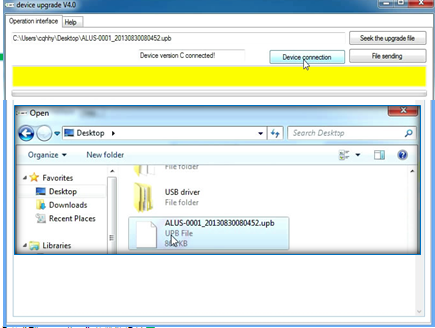 device upgrade V4.0
Operation interface Help
C:\Users\cqhhy\Desktop\ALUS-0001_20130830080452.upb Seek the upgrade file
Device version C connected! Device connection File sending
Open
Desktop Search Desktop
Organize New folder
File folder
Favorites
Desktop
Downloads
Recent Places
Libraries
USB driver
File folder
ALUS-0001_20130830080452.upb
UPB File
KB